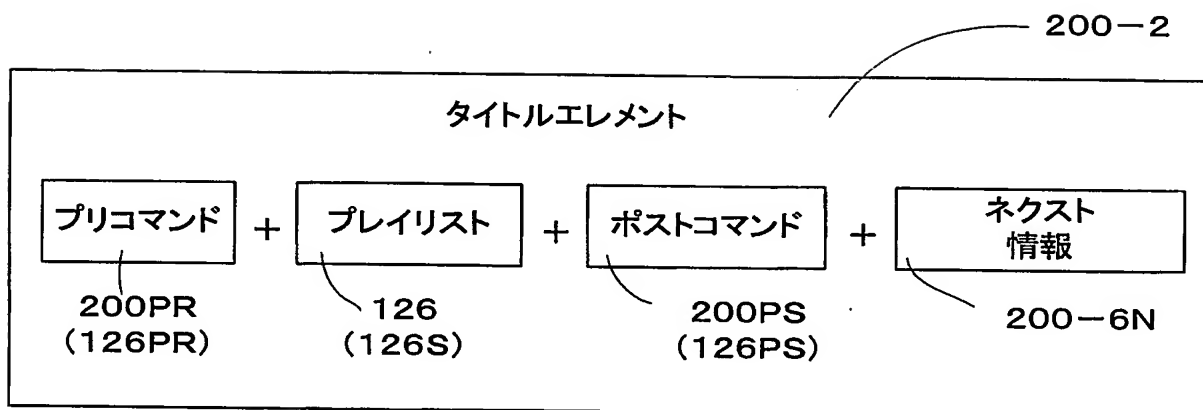 200-2
タイトルエレメント
プリコマンド + プレイリスト + ポストコマンド + ネクスト
情報
200PR 126 200PS 200-6N
(126PR) (126S) (126PS)